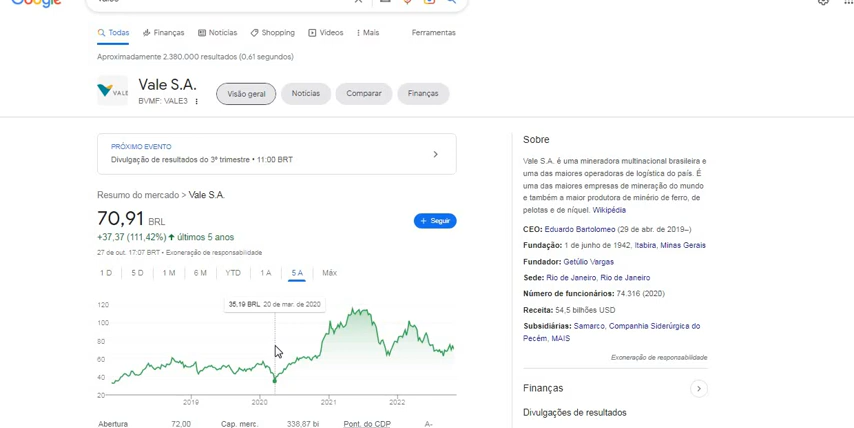 Google
Todas
Finanças
Notícias
Shopping
Vídeos
Mais
Ferramentas
Aproximadamente 2.380.000 resultados (0,61 segundos)
VALE
Vale S.A.
BVMF: VALE3
Visão geral
Notícias
Comparar
Finanças
PRÓXIMO EVENTO
Divulgação de resultados do 3º trimestre • 11:00 BRT
Resumo do mercado > Vale S.A.
70,91 BRL
+ Seguir
+37,37 (111,42%) ↑ últimos 5 anos
27 de out. 17:07 BRT • Exoneração de responsabilidade
1 D
5 D
1 M
6 M
YTD
1 A
5 A
Máx
35,19 BRL 20 de mar. de 2020
120
100
80
60
40
20
2019
2020
2021
2022
Abertura 72,00
Cap. merc. 338,87 bi
Pont. do CDP A-
Sobre
Vale S.A. é uma mineradora multinacional brasileira e
uma das maiores operadoras de logística do país. É
uma das maiores empresas de mineração do mundo
e também a maior produtora de minério de ferro, de
pelotas e de níquel. Wikipédia
CEO: Eduardo Bartolomeo (29 de abr. de 2019–)
Fundação: 1 de junho de 1942, Itabira, Minas Gerais
Fundador: Getúlio Vargas
Sede: Rio de Janeiro, Rio de Janeiro
Número de funcionários: 74.316 (2020)
Receita: 54,5 bilhões USD
Subsidiárias: Samarco, Companhia Siderúrgica do
Pecém, MAIS
Exoneração de responsabilidade
Finanças
Divulgações de resultados